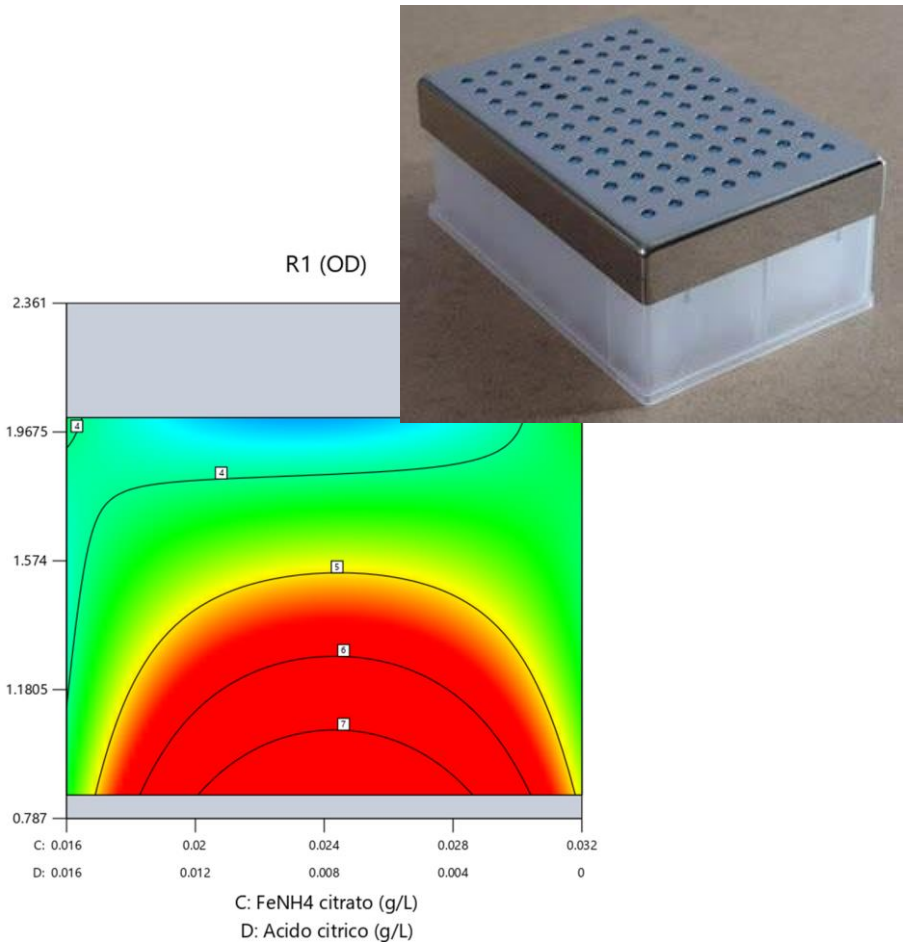 R1 (OD)
2.361
4
1.9675
4
1.574
5
6
1.1805
7
0.787
C: 0.016 0.02 0.024 0.028 0.032
D: 0.016 0.012 0.008 0.004 0
C: FeNH4 citrato (g/L)
D: Acido citrico (g/L)